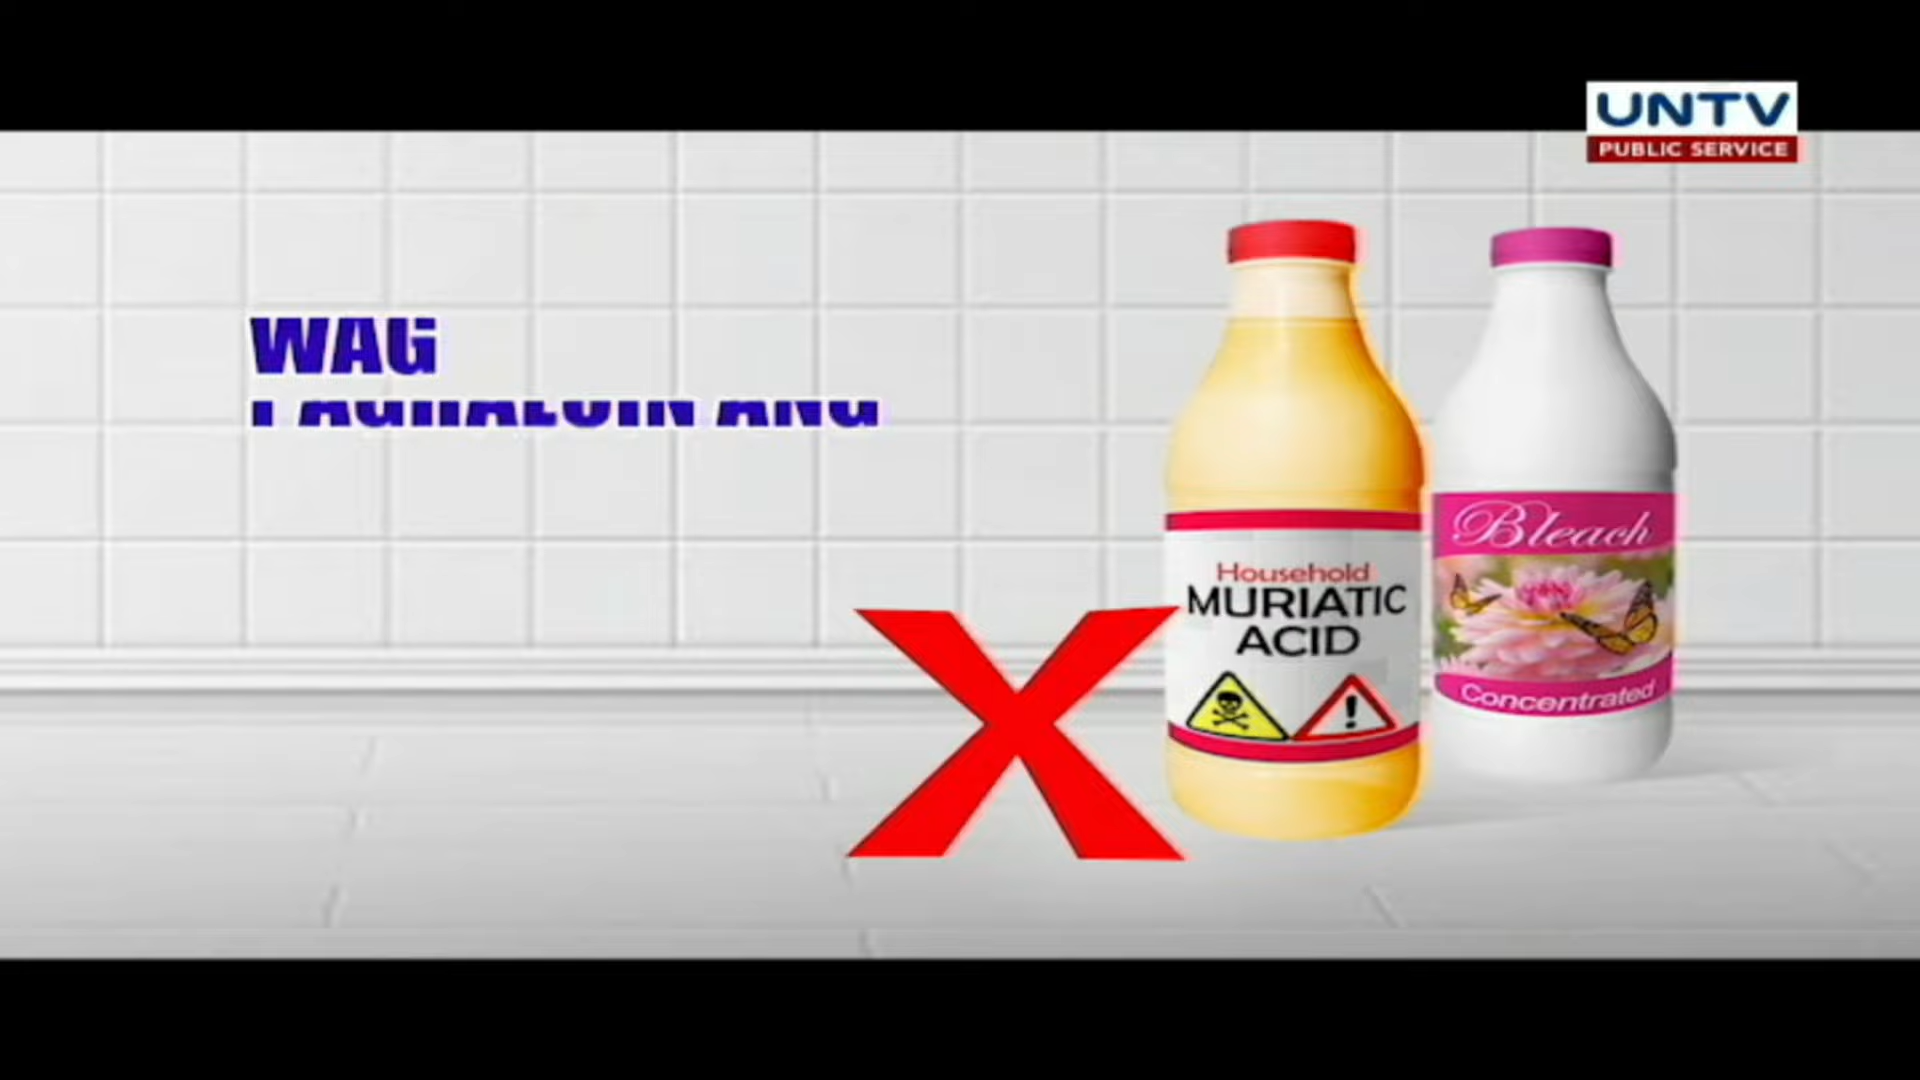 UNTV
PUBLIC SERVICE
WAG
Bleach
Household
MURIATIC
ACID
Concentrated